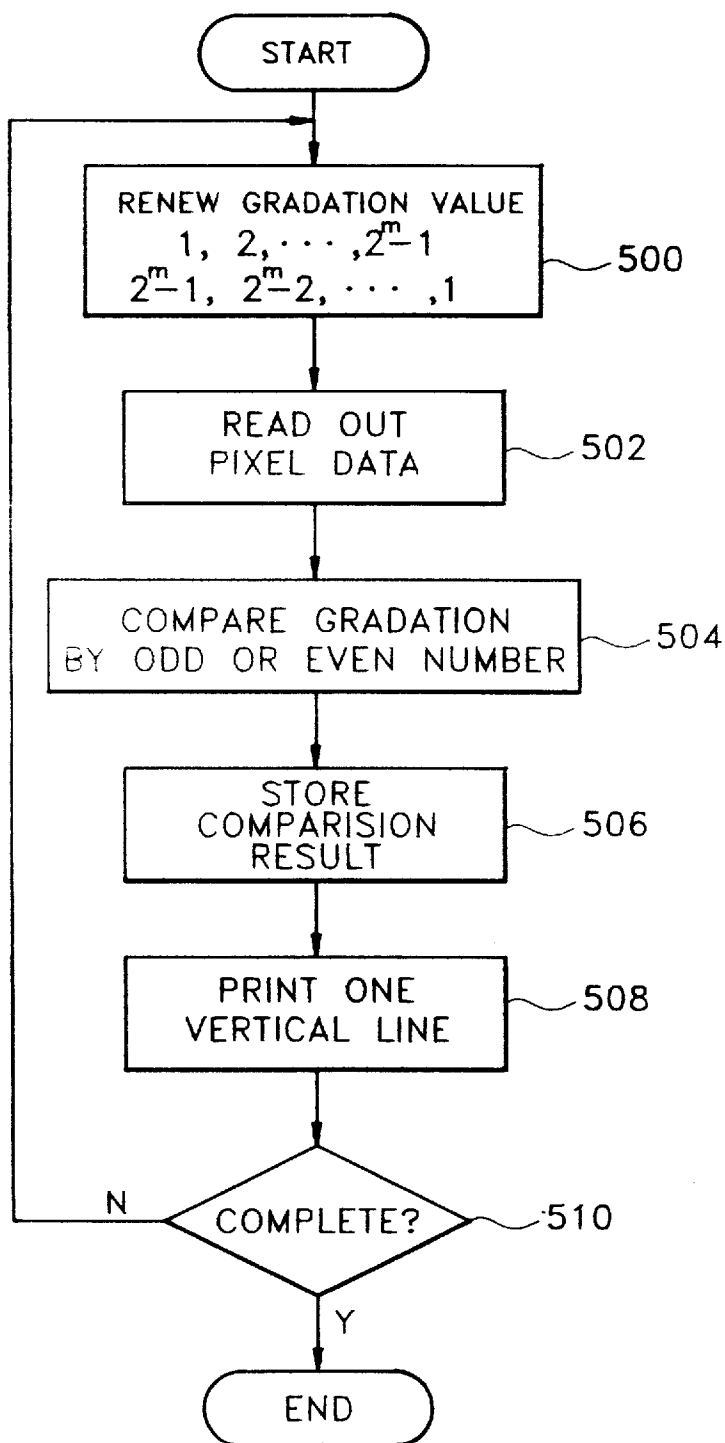 START
RENEW GRADATION VALUE
1, 2, · · · ,2^m-1
2^m-1, 2^m-2, · · · ,1
500
READ OUT
PIXEL DATA
502
COMPARE GRADATION
BY ODD OR EVEN NUMBER
504
STORE
COMPARISION
RESULT
506
PRINT ONE
VERTICAL LINE
508
N
COMPLETE?
510
Y
END